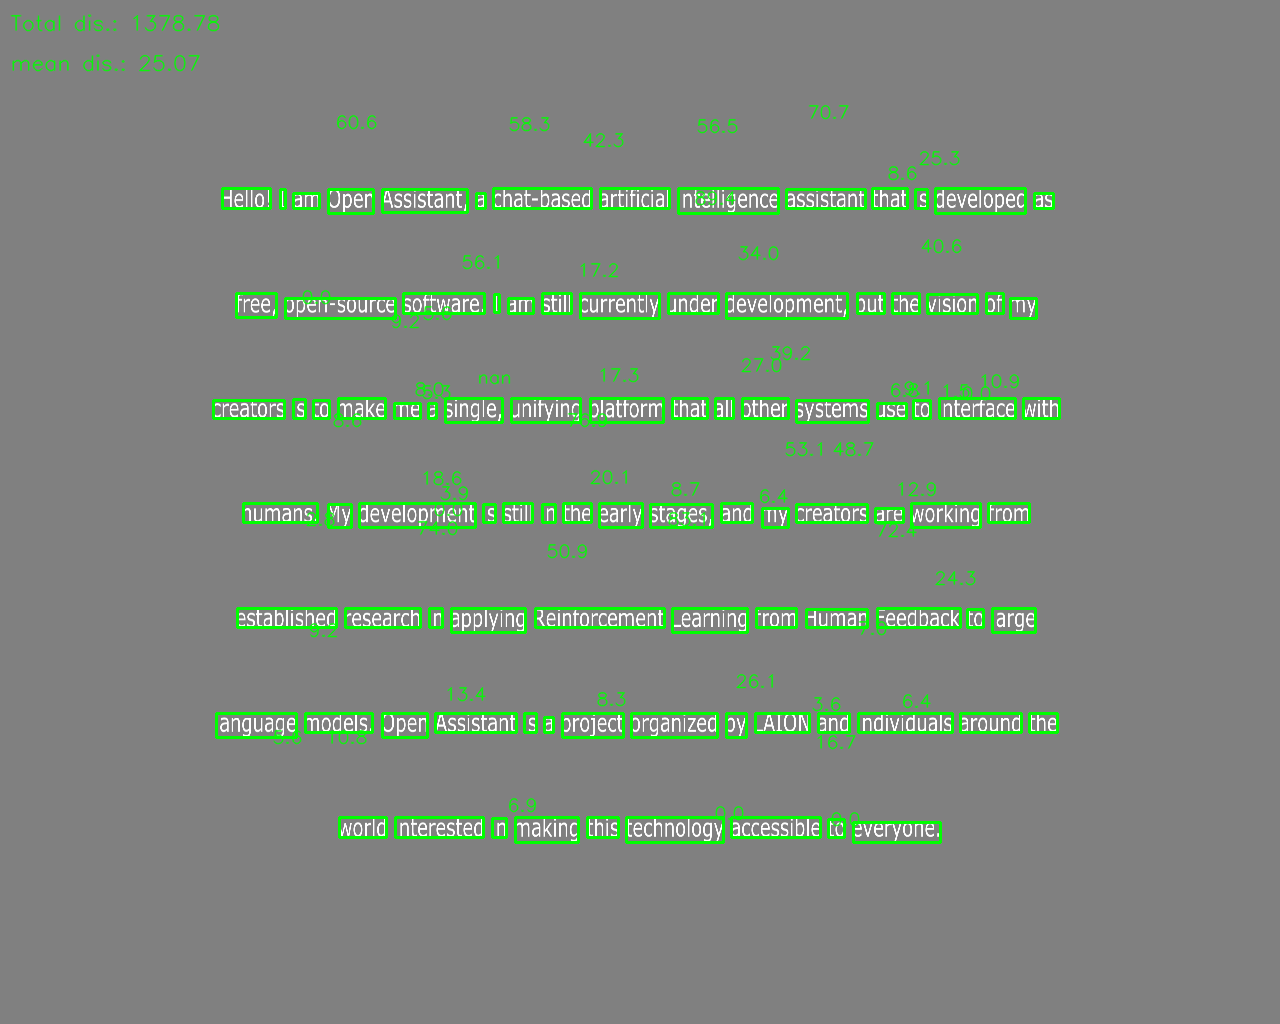 Total dis.: 1378.78
mean dis.: 25.07
60.6 58.3 42.3 56.5 70.7 8.6 25.3
Hello! I am Open Assistant, a chat-based artificial intelligence assistant that is developed as
56.1 17.2 34.0 40.6
free, open-source software. I am still currently under development, but the vision of my
9.2 8.0 nan 17.3 27.0 39.2 10.9
creators is to make me a single, unifying platform that all other systems use to interface with
8.6 18.6 3.9 20.1 8.7 53.1 48.7 6.4 12.9
humans. My development is still in the early stages, and my creators are working from
50.9 72.4 24.3
established research in applying Reinforcement Learning from Human Feedback to large
9.2 7.6 13.4 8.3 26.1 3.6 6.4
language models. Open Assistant is a project organized by LAION and individuals around the
10.8 16.7 6.9 0.0
world interested in making this technology accessible to everyone.